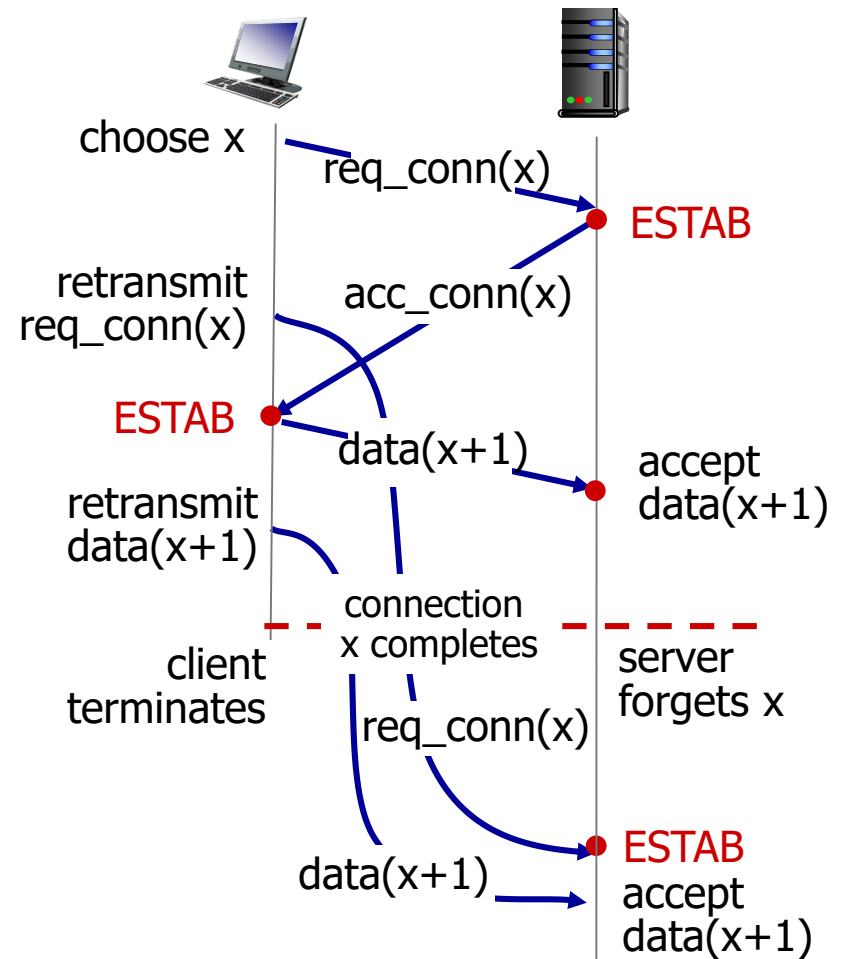 choose x
req_conn(x)
ESTAB
retransmit
req_conn(x)
acc_conn(x)
ESTAB
data(x+1)
accept
data(x+1)
retransmit
data(x+1)
connection
x completes
client
terminates
server
forgets x
req_conn(x)
ESTAB
data(x+1)
accept
data(x+1)